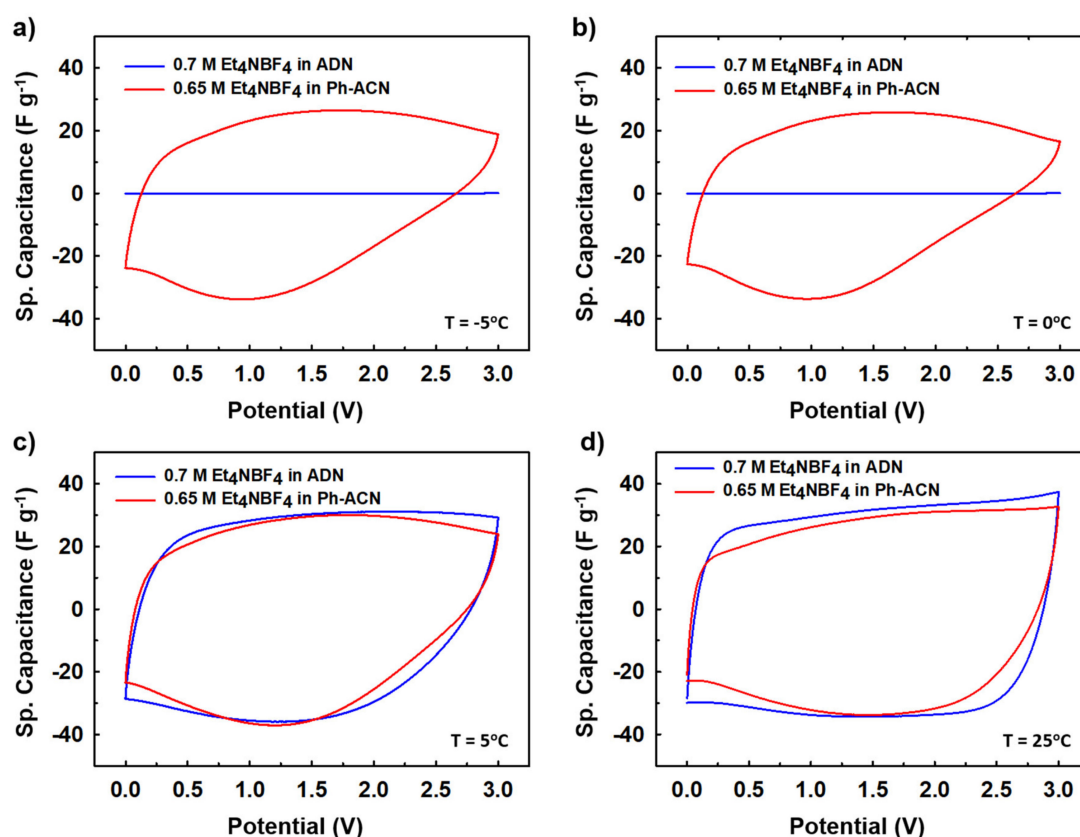 a)
0.7 M Et4NBF4 in ADN
0.65 M Et4NBF4 in Ph-ACN
Sp. Capacitance (F g-1)
40
20
0
-20
-40
T = -5oC
0.0 0.5 1.0 1.5 2.0 2.5 3.0
Potential (V)
b)
0.7 M Et4NBF4 in ADN
0.65 M Et4NBF4 in Ph-ACN
Sp. Capacitance (F g-1)
40
20
0
-20
-40
T = 0oC
0.0 0.5 1.0 1.5 2.0 2.5 3.0
Potential (V)
c)
0.7 M Et4NBF4 in ADN
0.65 M Et4NBF4 in Ph-ACN
Sp. Capacitance (F g-1)
40
20
0
-20
-40
T = 5oC
0.0 0.5 1.0 1.5 2.0 2.5 3.0
Potential (V)
d)
0.7 M Et4NBF4 in ADN
0.65 M Et4NBF4 in Ph-ACN
Sp. Capacitance (F g-1)
40
20
0
-20
-40
T = 25oC
0.0 0.5 1.0 1.5 2.0 2.5 3.0
Potential (V)